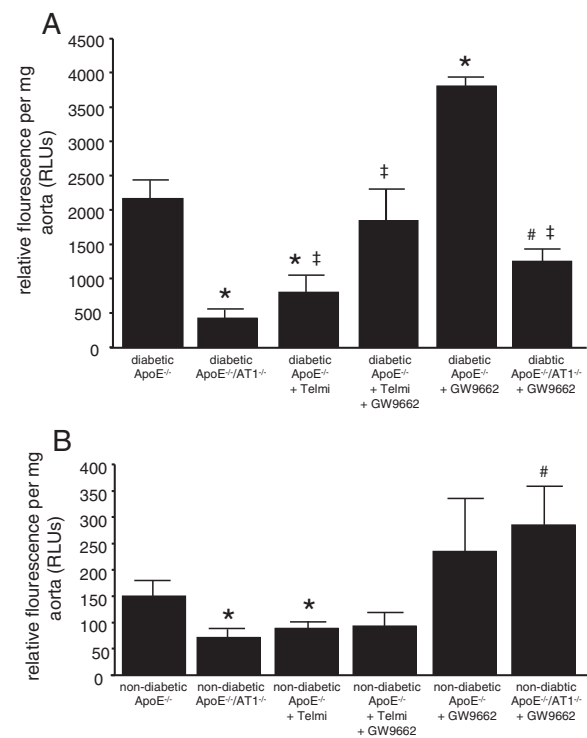 A
relative flourescence per mg
aorta (RLUs)
4500
4000
3500
3000
2500
2000
1500
1000
500
0
*
* ‡
‡
*
# ‡
diabetic
ApoE-/-
diabetic
ApoE-/-/AT1-/-
diabetic
ApoE-/-
+ Telmi
diabetic
ApoE-/-
+ Telmi
+ GW9662
diabetic
ApoE-/-
+ GW9662
diabtic
ApoE-/-/AT1-/-
+ GW9662
B
relative flourescence per mg
aorta (RLUs)
400
350
300
250
200
150
100
50
0
*
*
#
non-diabetic
ApoE-/-
non-diabetic
ApoE-/-/AT1-/-
non-diabetic
ApoE-/-
+ Telmi
non-diabetic
ApoE-/-
+ Telmi
+ GW9662
non-diabetic
ApoE-/-
+ GW9662
non-diabtic
ApoE-/-/AT1-/-
+ GW9662